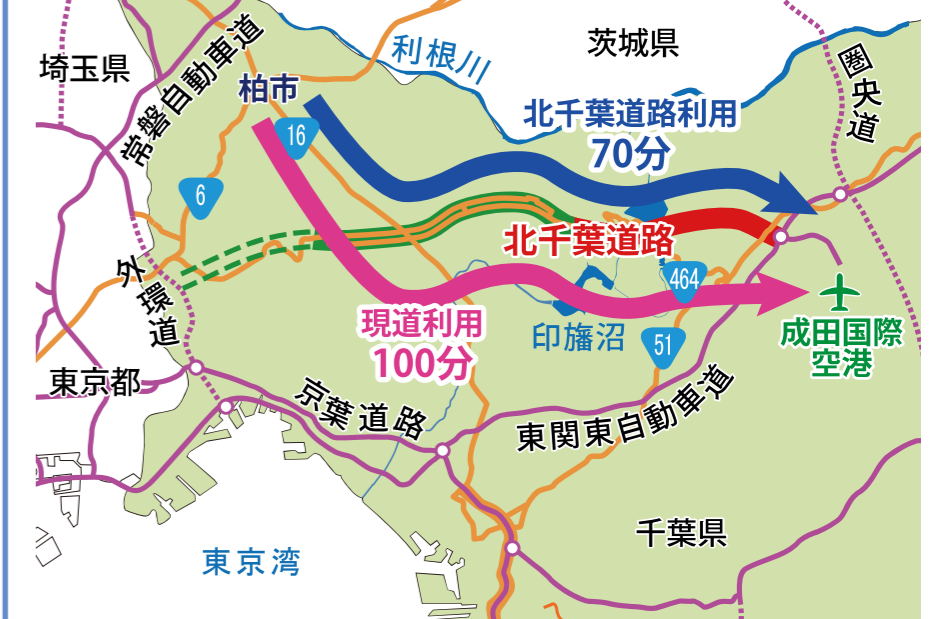 埼玉県
常磐自動車道
利根川
茨城県
圏央道
柏市
16
北千葉道路利用
70分
6
北千葉道路
外環道
464
現道利用
100分
印旛沼
51
成田国際
空港
東京都
京葉道路
東関東自動車道
千葉県
東京湾